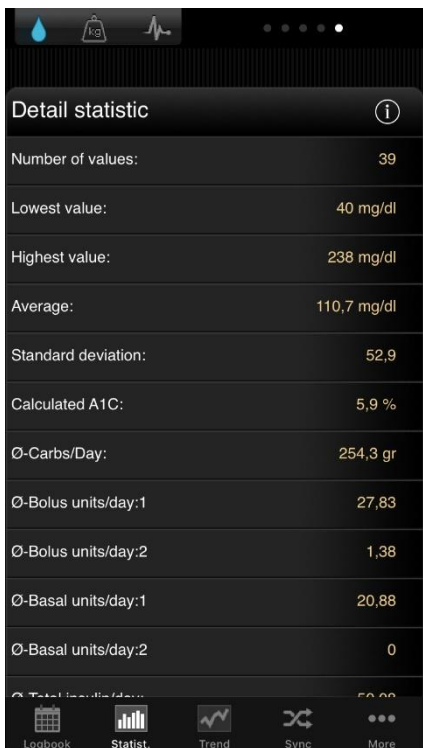 kg
Detail statistic
Number of values: 39
Lowest value: 40 mg/dl
Highest value: 238 mg/dl
Average: 110,7 mg/dl
Standard deviation: 52,9
Calculated A1C: 5,9 %
Ø-Carbs/Day: 254,3 gr
Ø-Bolus units/day:1 27,83
Ø-Bolus units/day:2 1,38
Ø-Basal units/day:1 20,88
Ø-Basal units/day:2 0
Ø-Total insulin/day:
Logbook Statist. Trend Sync More